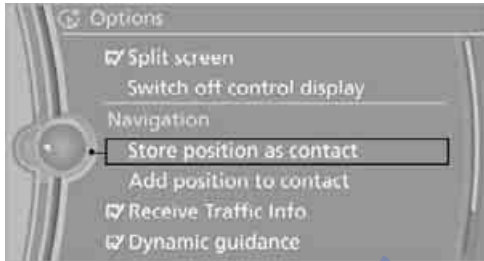 Options
Split screen
Switch off control display
Navigation
Store position as contact
Add position to contact
Receive Traffic Info
Dynamic guidance